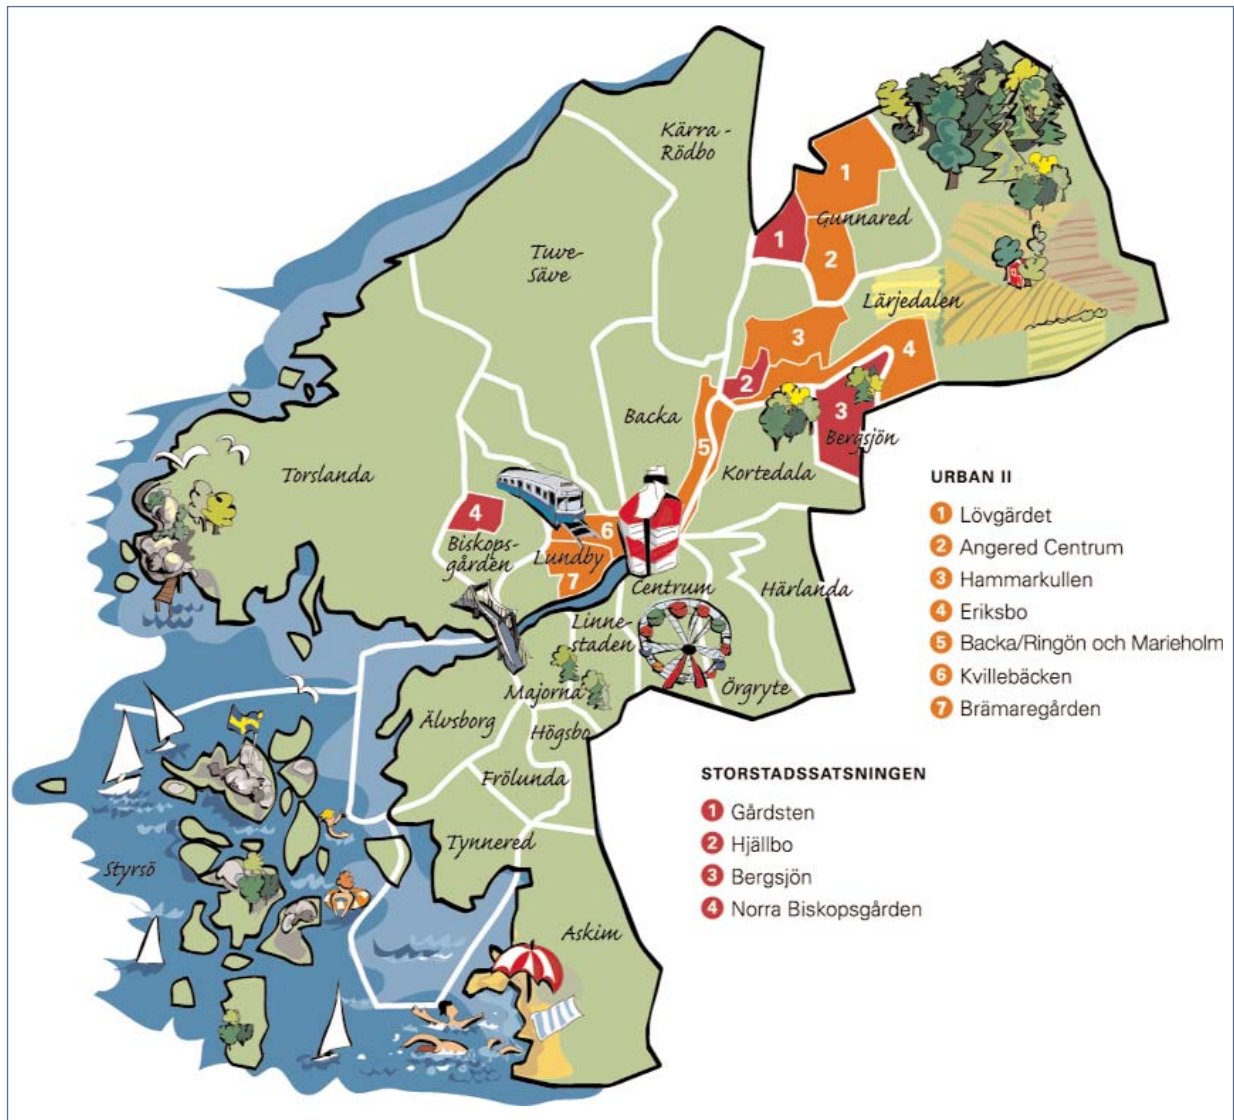 Kärra -
Rödbo
1
Gunnared
1
2
Tuve-
Säve
Lärjedalen
3
4
2
3
Bergsjön
Backa
5
Kortedala
Torslanda
4
Biskops-
gården
6
Lundby
7
Centrum
Härlanda
Linne-
staden
Majorna
Örgryte
Älvsborg
Högsbo
Frölunda
Tynnered
Styrsö
Askim
URBAN II
1 Lövgärdet
2 Angered Centrum
3 Hammarkullen
4 Eriksbo
5 Backa/Ringön och Marieholm
6 Kvillebäcken
7 Brämaregården
STORSTADSSATSNINGEN
1 Gårdsten
2 Hjällbo
3 Bergsjön
4 Norra Biskopsgården